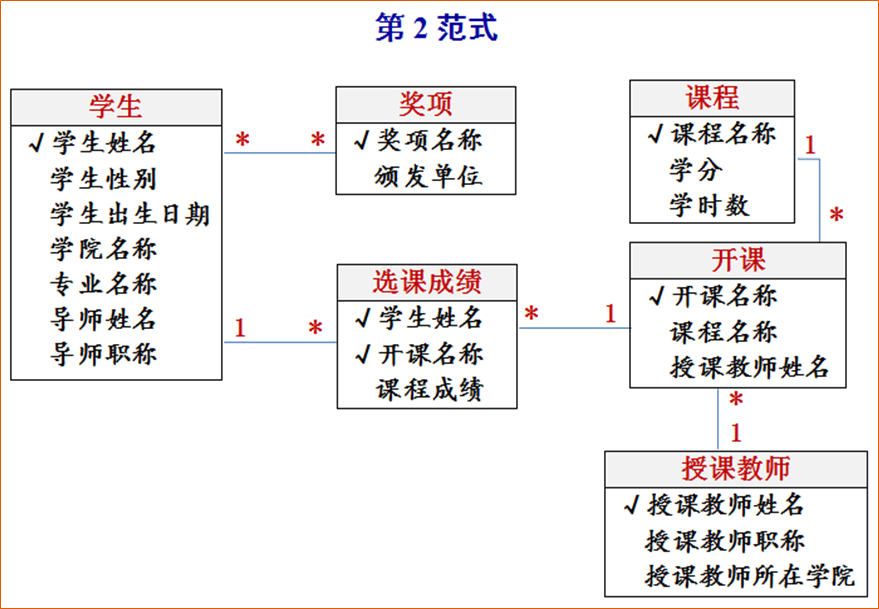 第 2 范式
学生
√ 学生姓名
学生性别
学生出生日期
学院名称
专业名称
导师姓名
导师职称
* *
1 *
奖项
√ 奖项名称
颁发单位
选课成绩
√ 学生姓名
√ 开课名称
课程成绩
* 1
课程
√ 课程名称
学分
学时数
1
*
开课
√ 开课名称
课程名称
授课教师姓名
*
1
授课教师
√ 授课教师姓名
授课教师职称
授课教师所在学院